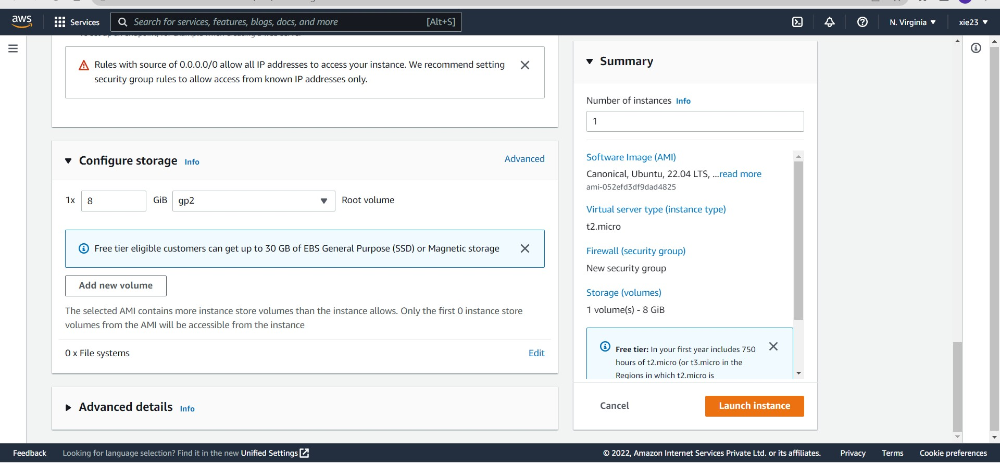 aws
Services
Search for services, features, blogs, docs, and more
[Alt+S]
N. Virginia
xie23
Rules with source of 0.0.0.0/0 allow all IP addresses to access your instance. We recommend setting
security group rules to allow access from known IP addresses only.
Configure storage Info
Advanced
1x 8 GiB gp2 Root volume
Free tier eligible customers can get up to 30 GB of EBS General Purpose (SSD) or Magnetic storage
Add new volume
The selected AMI contains more instance store volumes than the instance allows. Only the first 0 instance store
volumes from the AMI will be accessible from the instance
0 x File systems
Edit
Advanced details Info
Summary
Number of instances Info
1
Software Image (AMI)
Canonical, Ubuntu, 22.04 LTS, ...read more
ami-052efd3df9dad4825
Virtual server type (instance type)
t2.micro
Firewall (security group)
New security group
Storage (volumes)
1 volume(s) - 8 GiB
Free tier: In your first year includes 750
hours of t2.micro (or t3.micro in the
Regions in which t2.micro is
Cancel
Launch instance
Feedback
Looking for language selection? Find it in the new Unified Settings
© 2022, Amazon Internet Services Private Ltd. or its affiliates.
Privacy
Terms
Cookie preferences